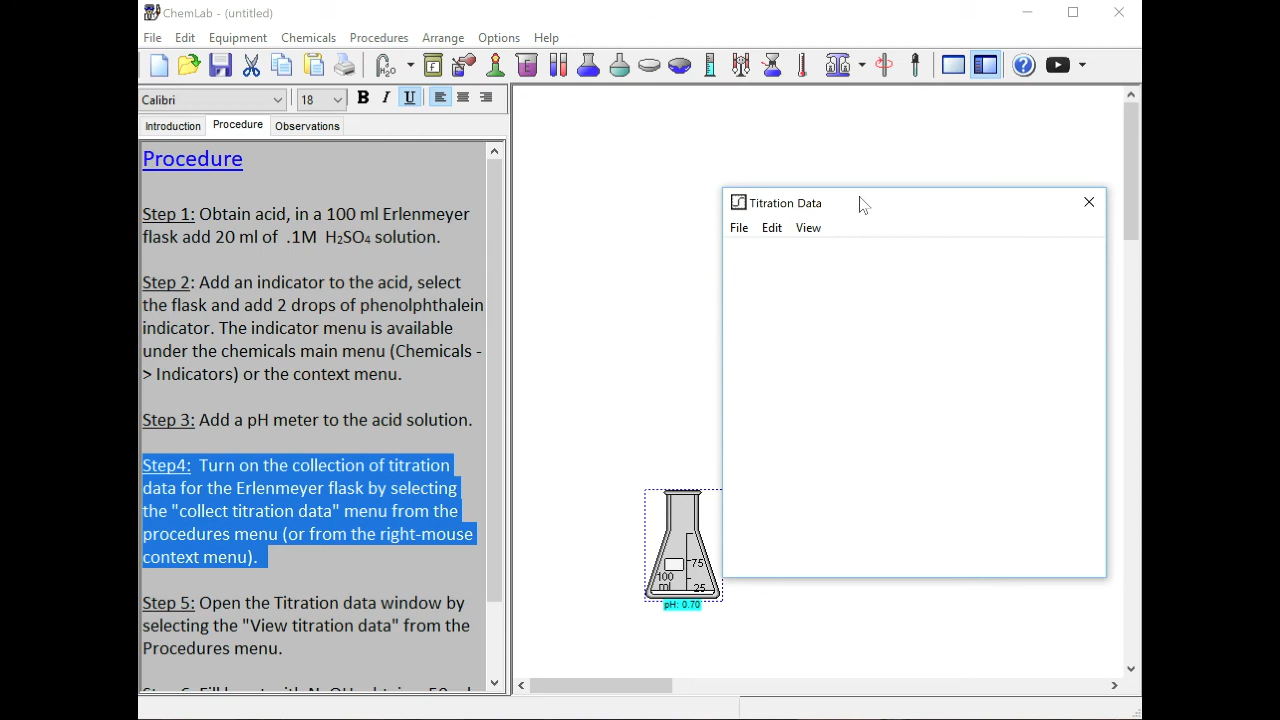 ChemLab - (untitled)
File Edit Equipment Chemicals Procedures Arrange Options Help
H₂O
Calibri 18 B I U
Introduction Procedure Observations
Procedure
Step 1: Obtain acid, in a 100 ml Erlenmeyer
flask add 20 ml of .1M H₂SO₄ solution.
Step 2: Add an indicator to the acid, select
the flask and add 2 drops of phenolphthalein
indicator. The indicator menu is available
under the chemicals main menu (Chemicals -
> Indicators) or the context menu.
Step 3: Add a pH meter to the acid solution.
Step4: Turn on the collection of titration
data for the Erlenmeyer flask by selecting
the "collect titration data" menu from the
procedures menu (or from the right-mouse
context menu).
Step 5: Open the Titration data window by
selecting the "View titration data" from the
Procedures menu.
Titration Data
File Edit View
75
100
ml
25
pH: 0.70